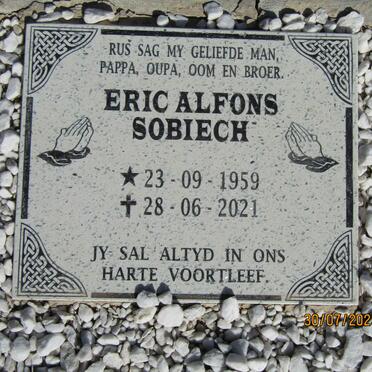 RUS SAG MY GELIEFDE MAN,
PAPPA, OUPA, OOM EN BROER.
ERIC ALFONS
SOBIECH
★ 23 - 09 - 1959
✝ 28 - 06 - 2021
JY SAL ALTYD IN ONS
HARTE VOORTLEEF.